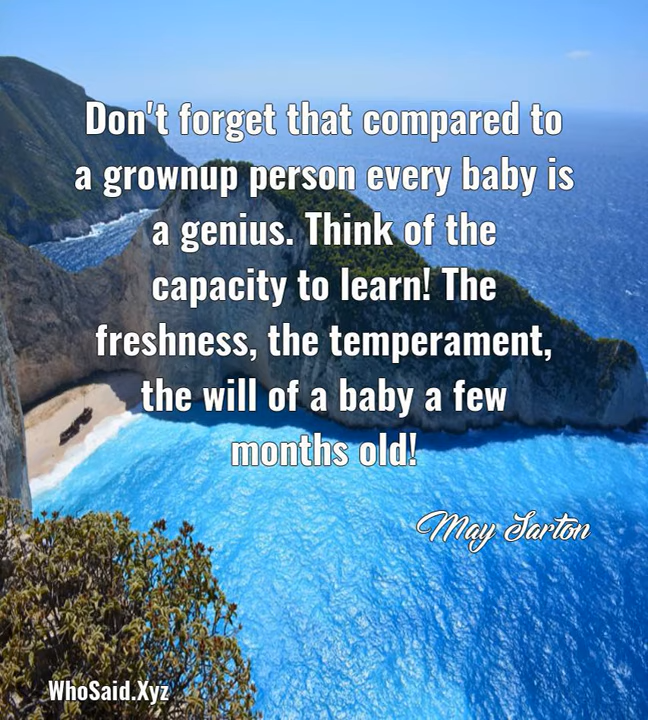 Don't forget that compared to
a grownup person every baby is
a genius. Think of the
capacity to learn! The
freshness, the temperament,
the will of a baby a few
months old!
May Sarton
WhoSaid.Xyz